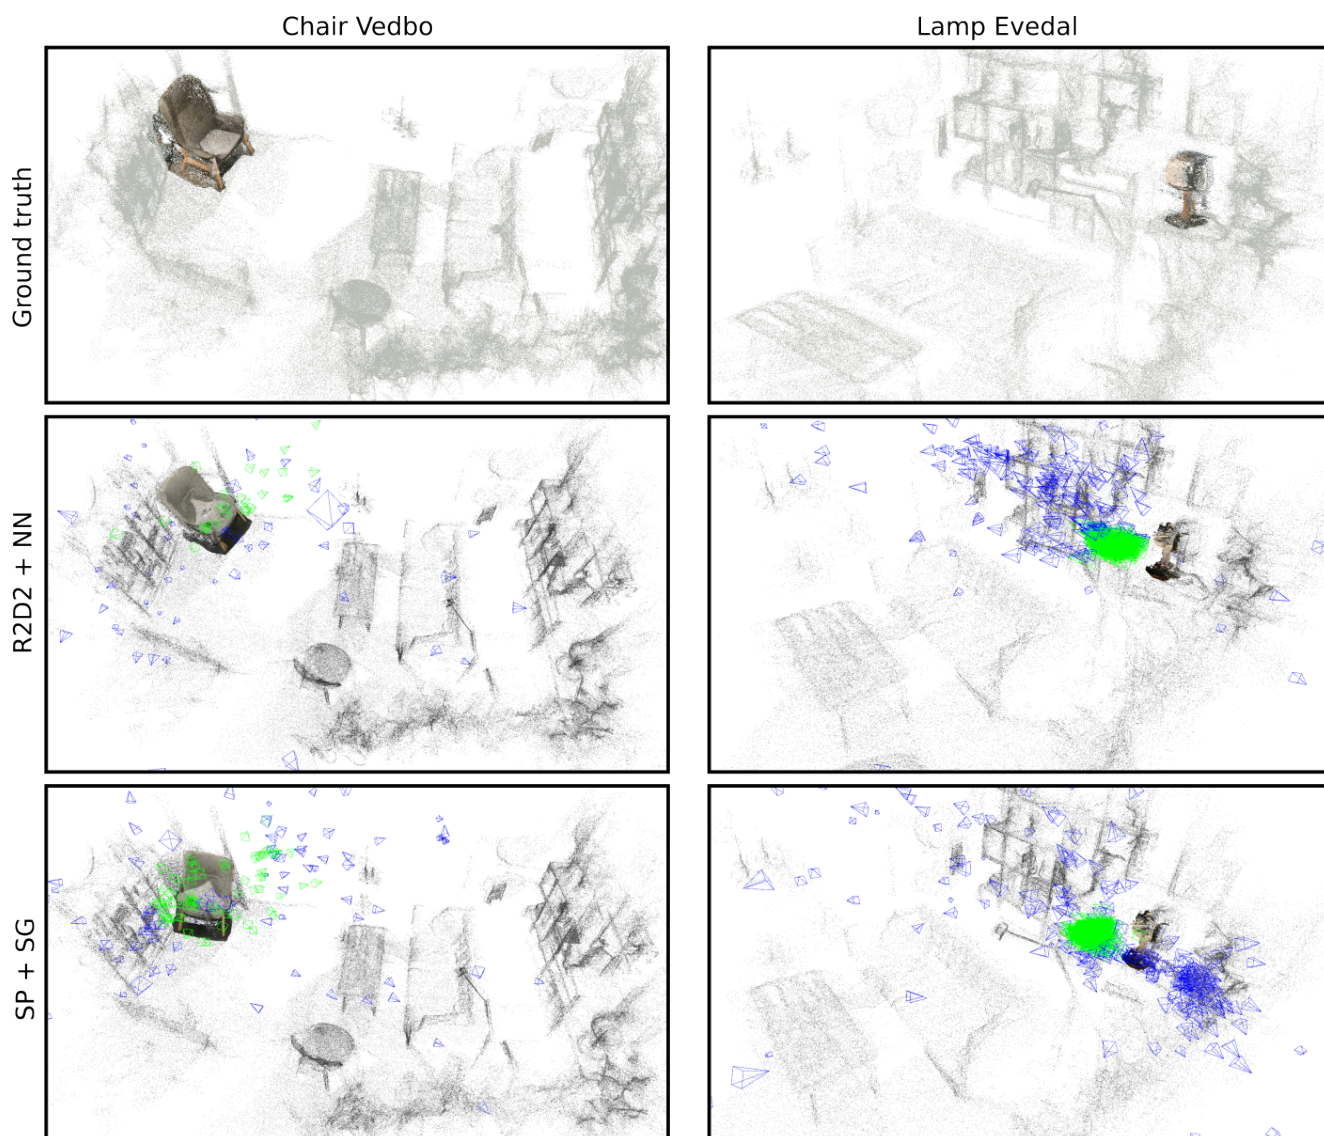 Chair Vedbo
Lamp Evedal
Ground truth
R2D2 + NN
SP + SG